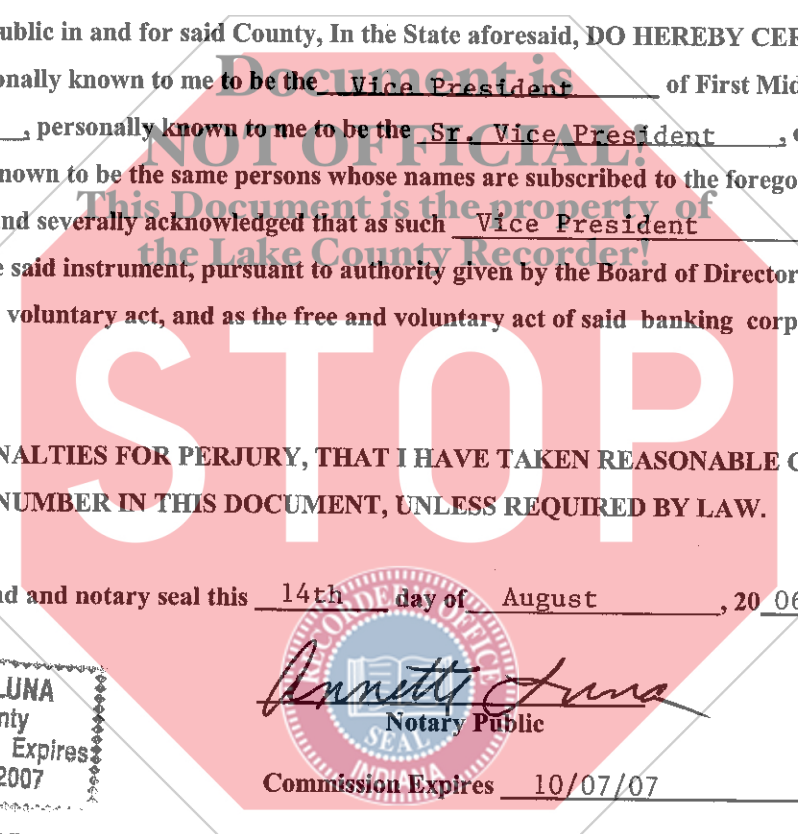 ublic in and for said County, In the State aforesaid, DO HEREBY CER
onally known to me to be the Vice President of First Mid
Document is
, personally known to me to be the Sr. Vice President ,
NOT OFFICIAL!
nown to be the same persons whose names are subscribed to the forego
This Document is the property of
nd severally acknowledged that as such Vice President
the Lake County Recorder!
e said instrument, pursuant to authority given by the Board of Director
voluntary act, and as the free and voluntary act of said banking corp
STOP
NALTIES FOR PERJURY, THAT I HAVE TAKEN REASONABLE C
NUMBER IN THIS DOCUMENT, UNLESS REQUIRED BY LAW.
nd and notary seal this 14th day of August , 20 06
RECORDER'S OFFICE
LUNA
nty
Expires
2007
Annette Luna
Notary Public
SEAL
INDIANA
Commission Expires 10/07/07